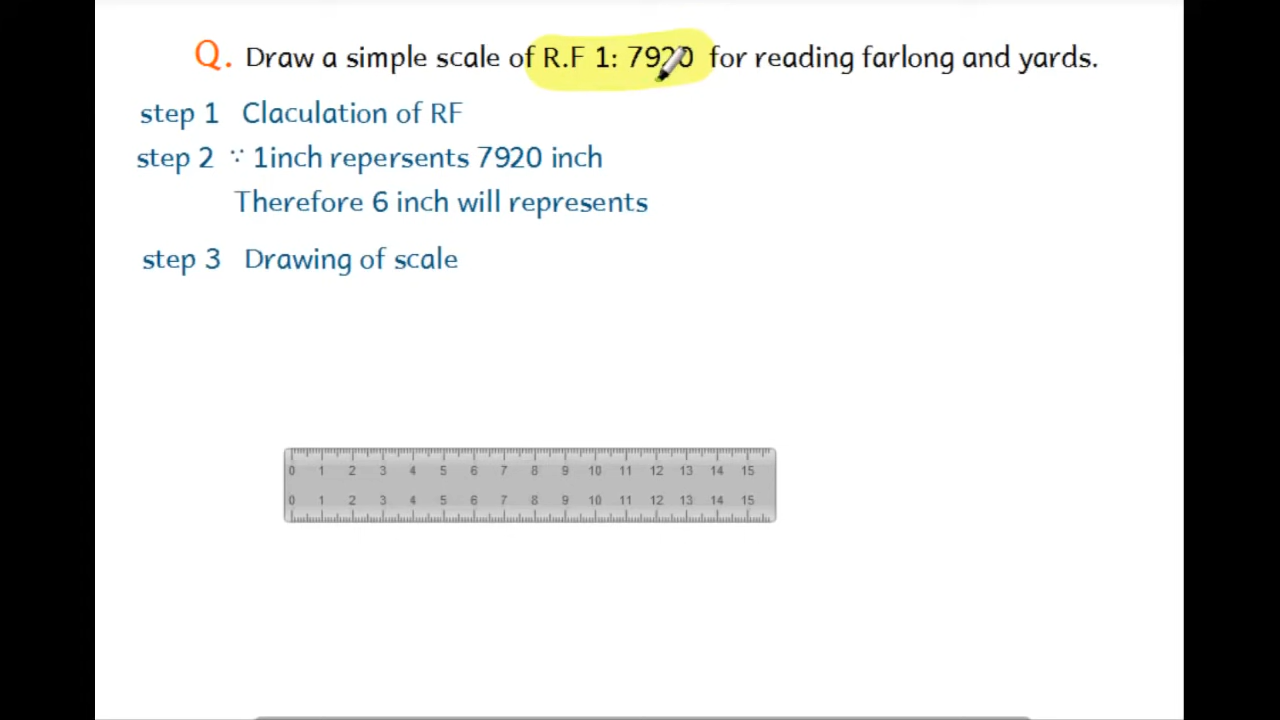 Q. Draw a simple scale of R.F 1: 7920 for reading farlong and yards.
step 1 Claculation of RF
step 2 ∵ 1inch repersents 7920 inch
Therefore 6 inch will represents
step 3 Drawing of scale
0 1 2 3 4 5 6 7 8 9 10 11 12 13 14 15
0 1 2 3 4 5 6 7 8 9 10 11 12 13 14 15